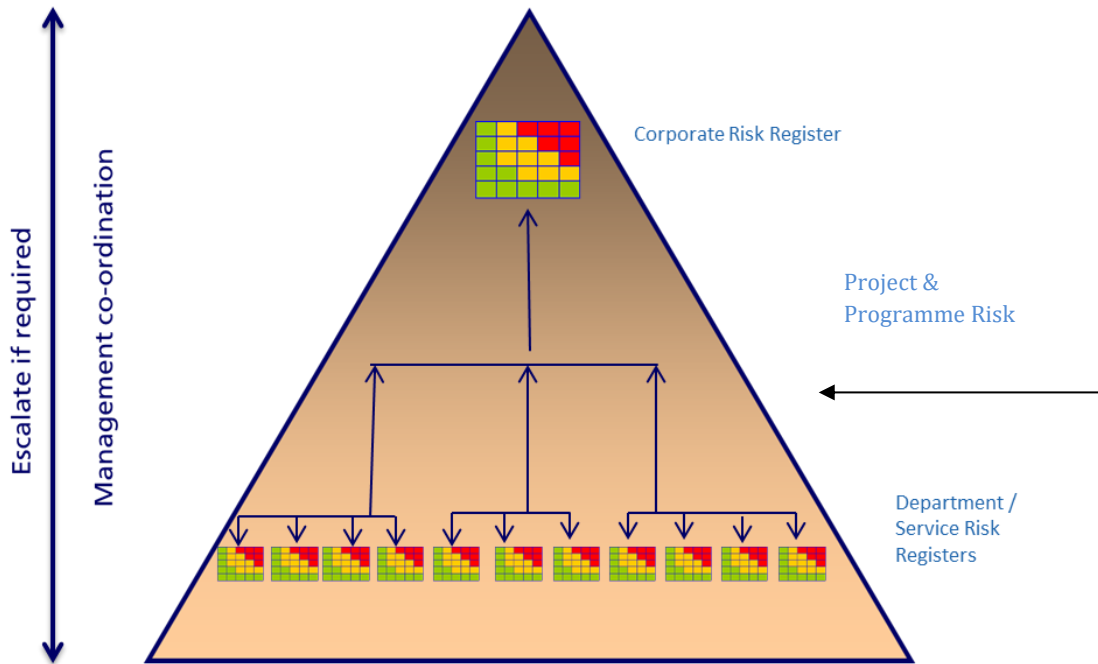 Escalate if required
Management co-ordination
Corporate Risk Register
Project &
Programme Risk
Department /
Service Risk
Registers